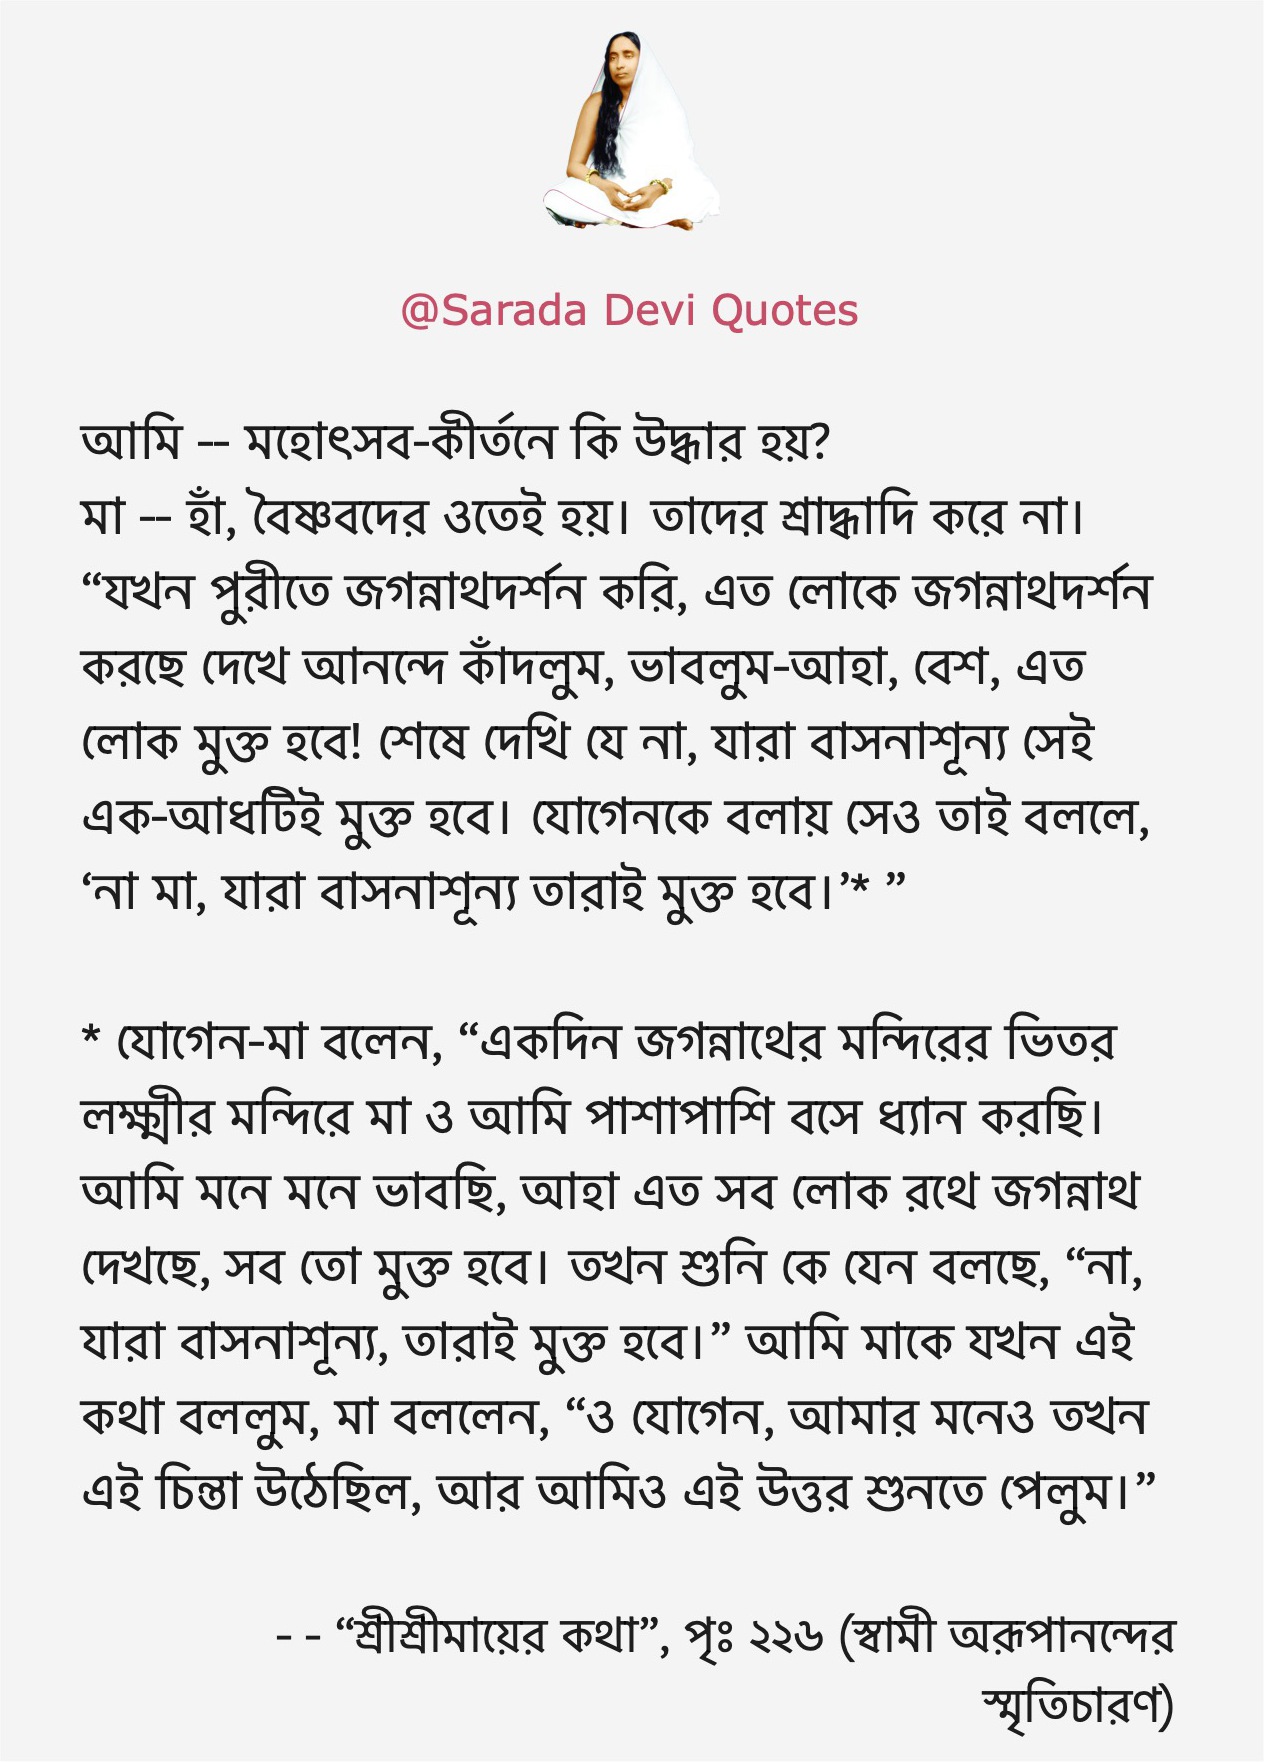 @Sarada Devi Quotes
আমি -- মহোৎসব-কীর্তনে কি উদ্ধার হয়?
মা -- হাঁ, বৈষ্ণবদের ওতেই হয়। তাদের শ্রাদ্ধাদি করে না।
“যখন পুরীতে জগন্নাথদর্শন করি, এত লোকে জগন্নাথদর্শন
করছে দেখে আনন্দে কাঁদলুম, ভাবলুম-আহা, বেশ, এত
লোক মুক্ত হবে! শেষে দেখি যে না, যারা বাসনাশূন্য সেই
এক-আধটিই মুক্ত হবে। যোগেনকে বলায় সেও তাই বললে,
‘না মা, যারা বাসনাশূন্য তারাই মুক্ত হবে।’* ”
* যোগেন-মা বলেন, “একদিন জগন্নাথের মন্দিরের ভিতর
লক্ষ্মীর মন্দিরে মা ও আমি পাশাপাশি বসে ধ্যান করছি।
আমি মনে মনে ভাবছি, আহা এত সব লোক রথে জগন্নাথ
দেখছে, সব তো মুক্ত হবে। তখন শুনি কে যেন বলছে, “না,
যারা বাসনাশূন্য, তারাই মুক্ত হবে।” আমি মাকে যখন এই
কথা বললুম, মা বললেন, “ও যোগেন, আমার মনেও তখন
এই চিন্তা উঠেছিল, আর আমিও এই উত্তর শুনতে পেলুম।”
- - “শ্রীশ্রীমায়ের কথা”, পৃঃ ২২৬ (স্বামী অরূপানন্দের
স্মৃতিচারণ)